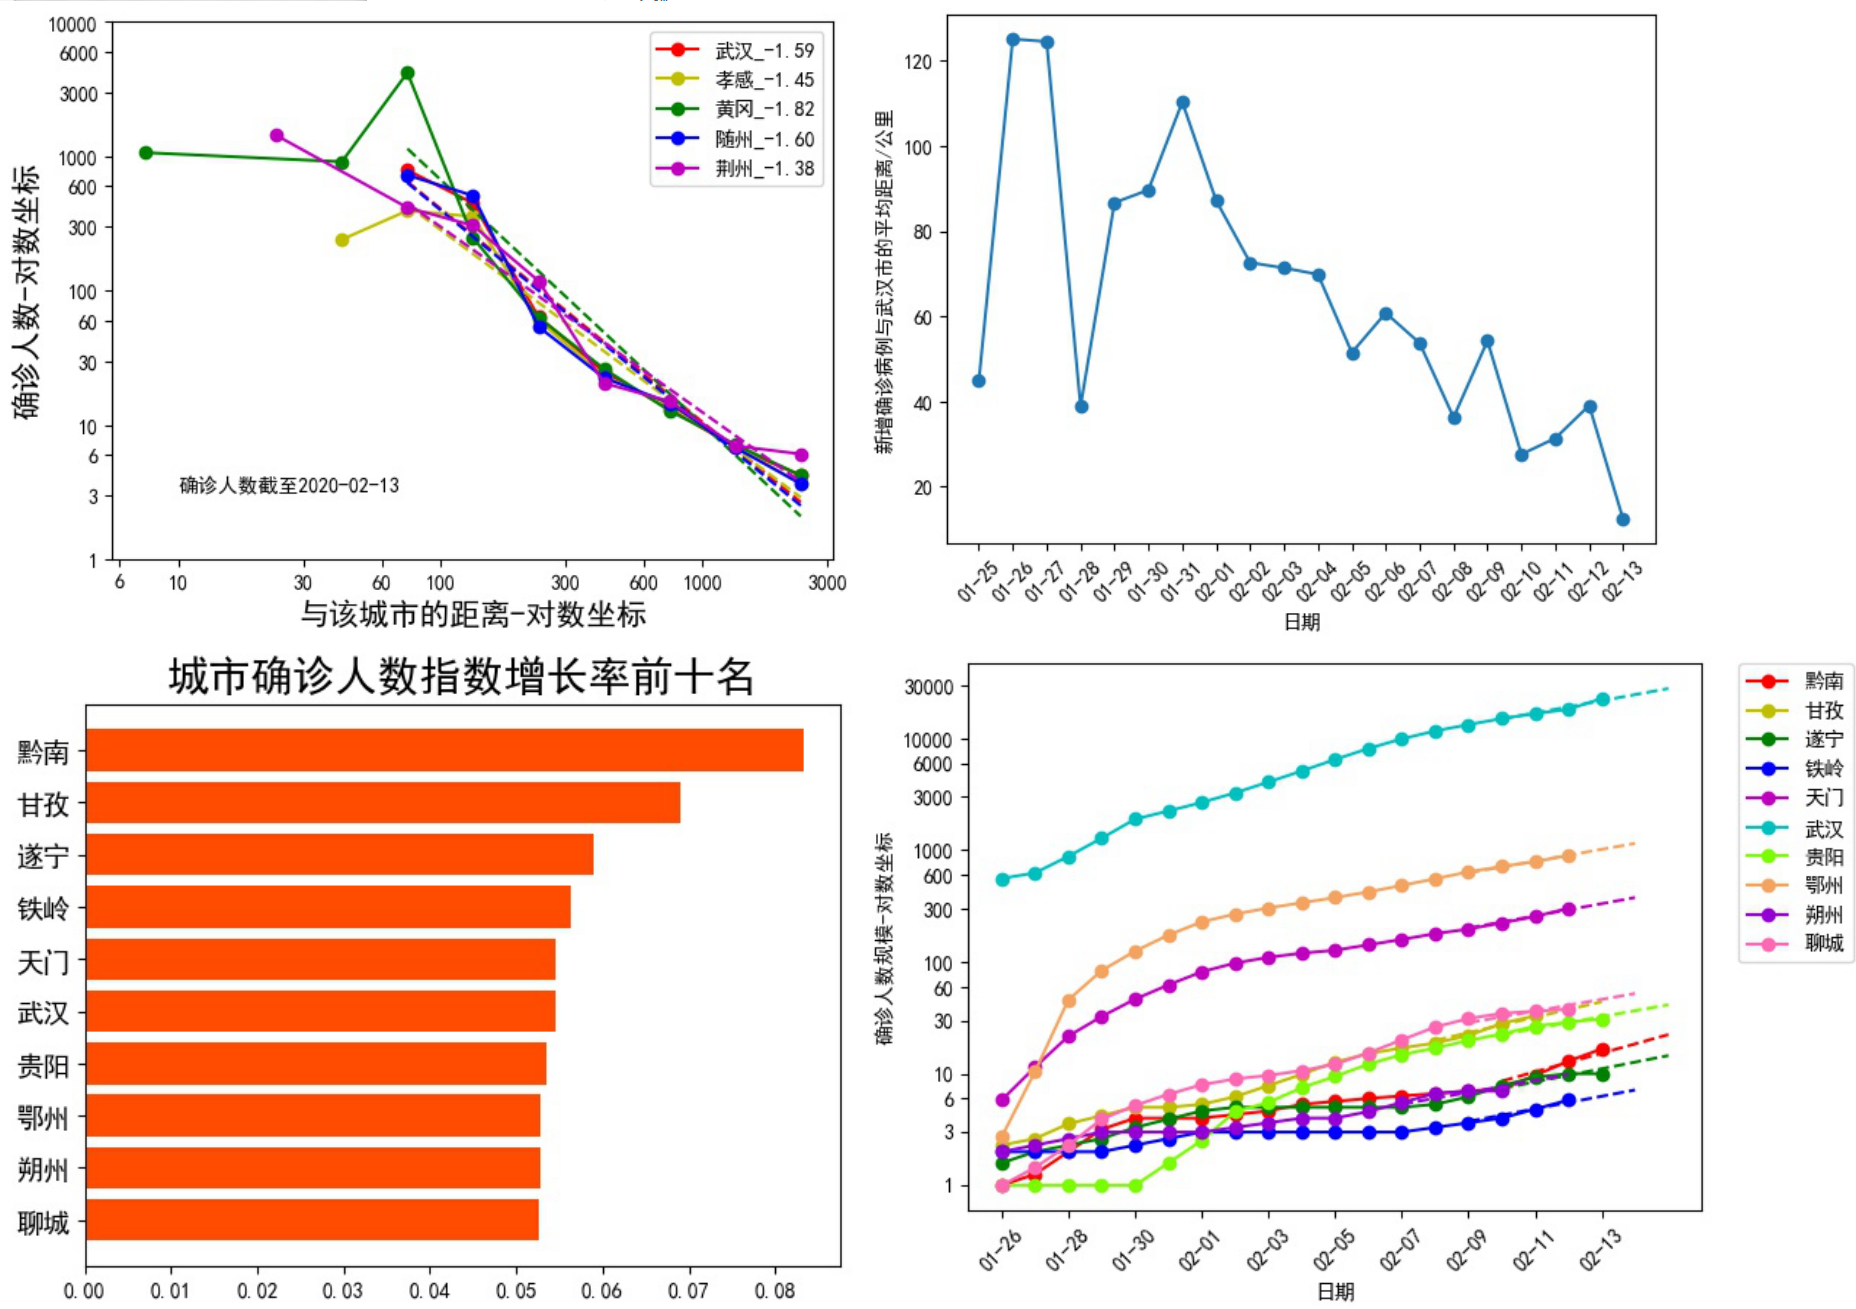 10000
6000
3000
1000
600
300
100
60
30
10
6
3
1
确诊人数-对数坐标
武汉_-1.59
孝感_-1.45
黄冈_-1.82
随州_-1.60
荆州_-1.38
确诊人数截至2020-02-13
6 10 30 60 100 300 600 1000 3000
与该城市的距离-对数坐标
120
100
80
60
40
20
新增确诊病例与武汉市的平均距离/公里
01-25 01-26 01-27 01-28 01-29 01-30 01-31 02-01 02-02 02-03 02-04 02-05 02-06 02-07 02-08 02-09 02-10 02-11 02-12 02-13
日期
城市确诊人数指数增长率前十名
黔南
甘孜
遂宁
铁岭
天门
武汉
贵阳
鄂州
朔州
聊城
0.00 0.01 0.02 0.03 0.04 0.05 0.06 0.07 0.08
30000
10000
6000
3000
1000
600
300
100
60
30
10
6
3
1
确诊人数规模-对数坐标
01-26 01-28 01-30 02-01 02-03 02-05 02-07 02-09 02-11 02-13
日期
黔南
甘孜
遂宁
铁岭
天门
武汉
贵阳
鄂州
朔州
聊城